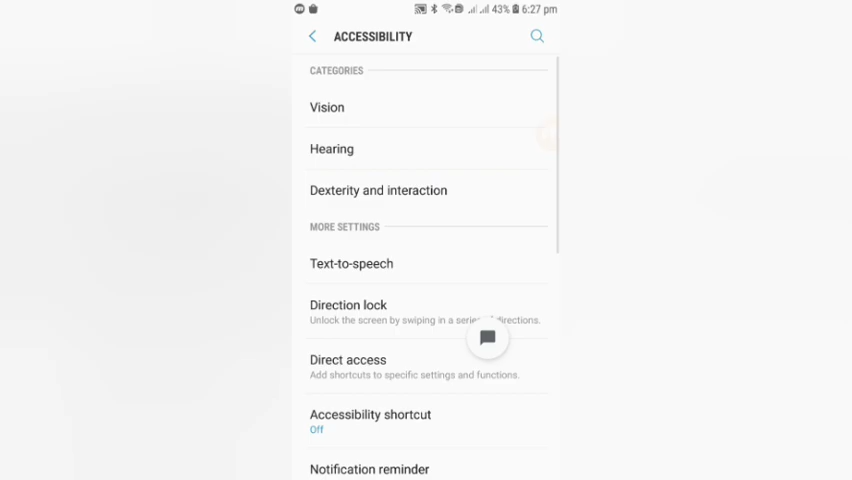 43% 6:27 pm
ACCESSIBILITY
CATEGORIES
Vision
Hearing
Dexterity and interaction
MORE SETTINGS
Text-to-speech
Direction lock
Unlock the screen by swiping in a directions.
Direct access
Add shortcuts to specific settings and functions.
Accessibility shortcut
Off
Notification reminder